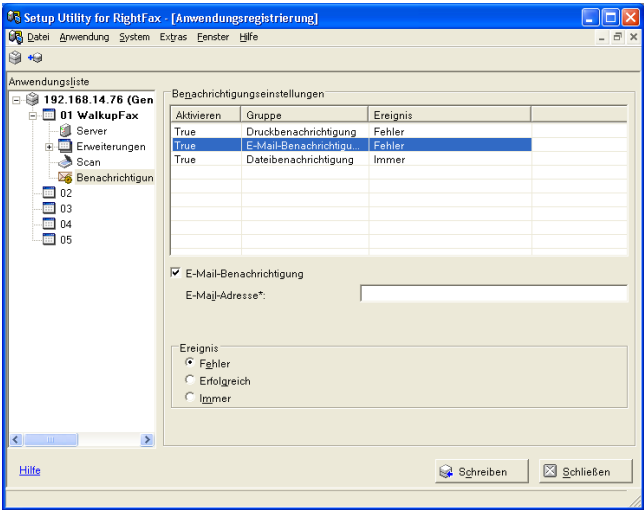 Setup Utility for RightFax - [Anwendungsregistrierung]
Datei Anwendung System Extras Fenster Hilfe
Anwendungsliste
192.168.14.76 (Gen
01 WalkupFax
Server
Erweiterungen
Scan
Benachrichtigun
02
03
04
05
Benachrichtigungseinstellungen
Aktivieren Gruppe Ereignis
True Druckbenachrichtigung Fehler
True E-Mail-Benachrichtigu... Fehler
True Dateibenachrichtigung Immer
E-Mail-Benachrichtigung
E-Mail-Adresse*:
Ereignis
Fehler
Erfolgreich
Immer
Hilfe
Schreiben
Schließen